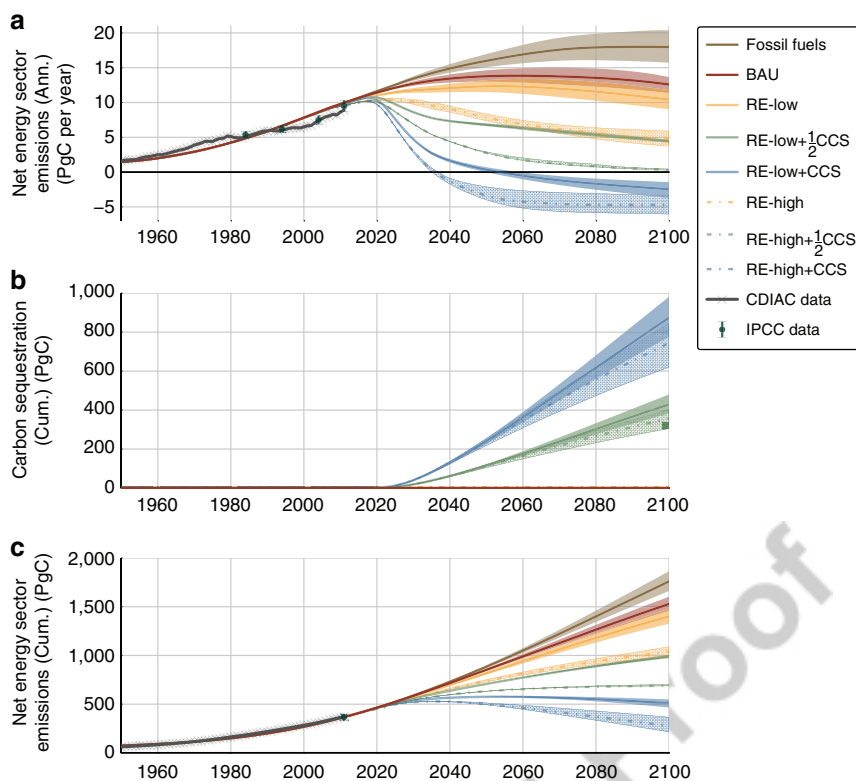 a
Net energy sector
emissions (Ann.)
(PgC per year)
20
15
10
5
0
−5
1960 1980 2000 2020 2040 2060 2080 2100
Fossil fuels
BAU
RE-low
RE-low+1/2CCS
RE-low+CCS
RE-high
RE-high+1/2CCS
RE-high+CCS
CDIAC data
IPCC data
b
Carbon sequestration
(Cum.) (PgC)
1,000
800
600
400
200
0
1960 1980 2000 2020 2040 2060 2080 2100
c
Net energy sector
emissions (Cum.) (PgC)
2,000
1,500
1,000
500
0
1960 1980 2000 2020 2040 2060 2080 2100
roof